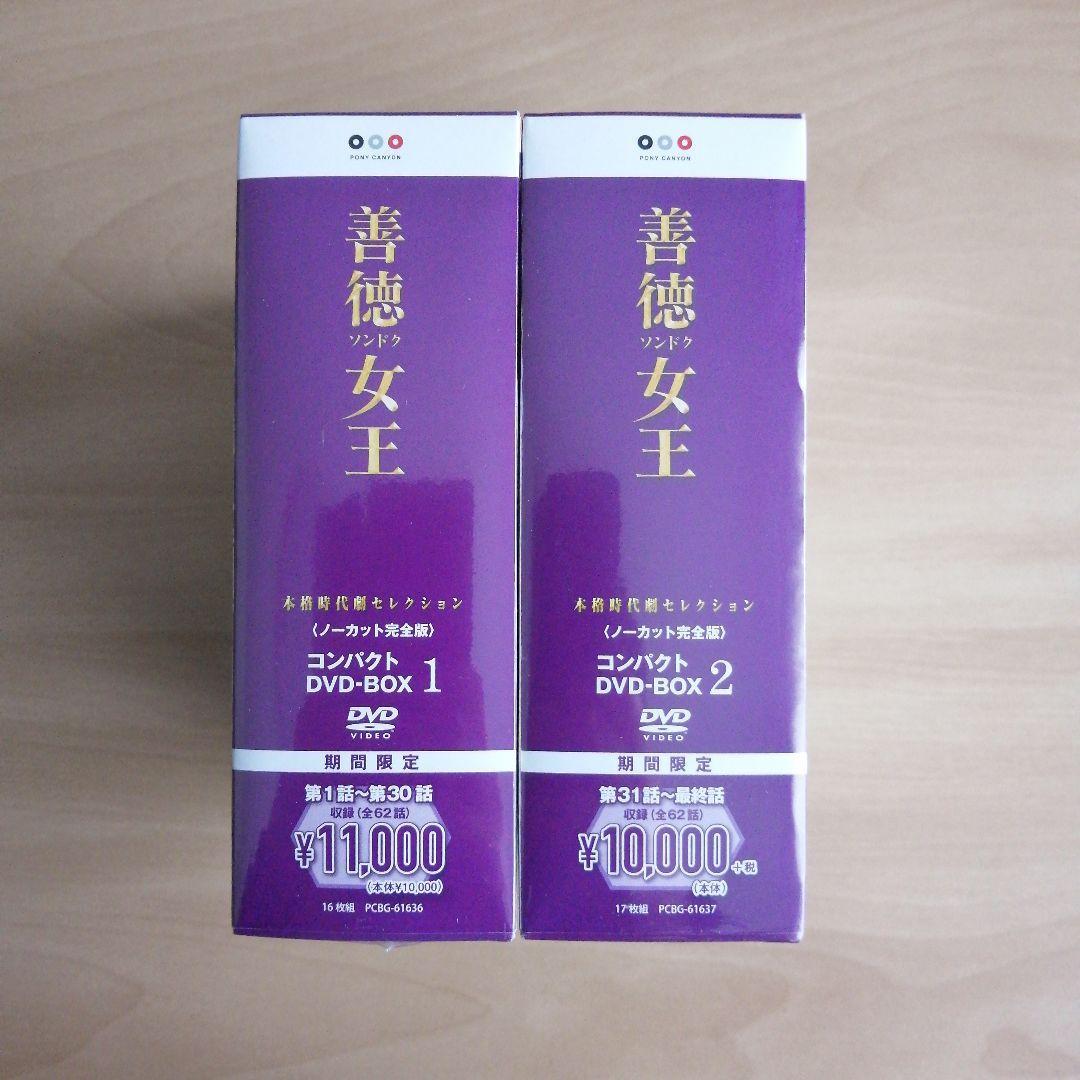 PONY CANYON
善徳女王
ソンドク
本格時代劇セレクション
〈ノーカット完全版〉
コンパクト
DVD-BOX 1
DVD
VIDEO
期間限定
第1話～第30話
収録(全62話)
¥11,000
(本体¥10,000)
16枚組 PCBG-61636
PONY CANYON
善徳女王
ソンドク
本格時代劇セレクション
〈ノーカット完全版〉
コンパクト
DVD-BOX 2
DVD
VIDEO
期間限定
第31話～最終話
収録(全62話)
¥10,000+税
(本体)
17枚組 PCBG-61637